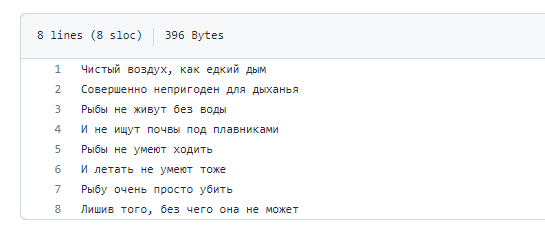 8 lines (8 sloc) 396 Bytes
1 Чистый воздух, как едкий дым
2 Совершенно непригоден для дыханья
3 Рыбы не живут без воды
4 И не ищут почвы под плавниками
5 Рыбы не умеют ходить
6 И летать не умеют тоже
7 Рыбу очень просто убить
8 Лишив того, без чего она не может